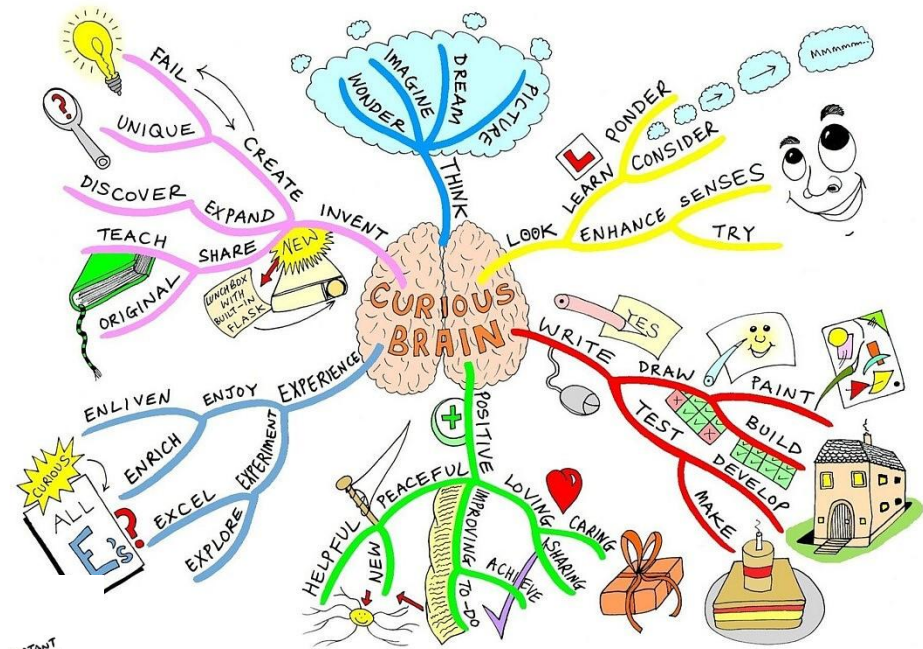 CURIOUS
BRAIN
THINK
WONDER
IMAGINE
DREAM
PICTURE
LOOK
LEARN
PONDER
CONSIDER
Mmmmmm..
ENHANCE
SENSES
TRY
WRITE
YES
DRAW
PAINT
BUILD
TEST
DEVELOP
MAKE
POSITIVE
LOVING
CARING
SHARING
IMPROVING
ACHIEVE
TO-DO
PEACEFUL
HELPFUL
NEW
EXPERIENCE
ENJOY
ENLIVEN
ENRICH
EXPERIMENT
EXCEL
EXPLORE
CURIOUS
ALL
E's
?
INVENT
CREATE
FAIL
UNIQUE
?
EXPAND
DISCOVER
SHARE
TEACH
ORIGINAL
NEW
LUNCHBOX
WITH
BUILT-IN
FLASK
L